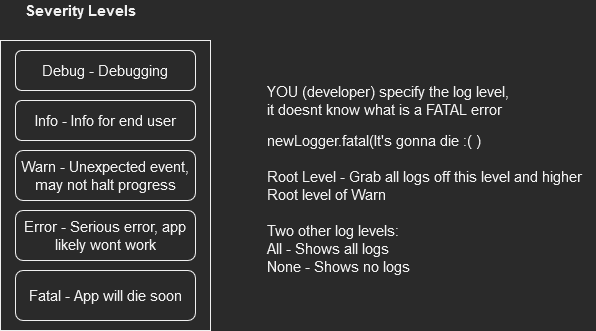 Severity Levels
Debug - Debugging
Info - Info for end user
Warn - Unexpected event,
may not halt progress
Error - Serious error, app
likely wont work
Fatal - App will die soon
YOU (developer) specify the log level,
it doesnt know what is a FATAL error
newLogger.fatal(It's gonna die :( )
Root Level - Grab all logs off this level and higher
Root level of Warn
Two other log levels:
All - Shows all logs
None - Shows no logs